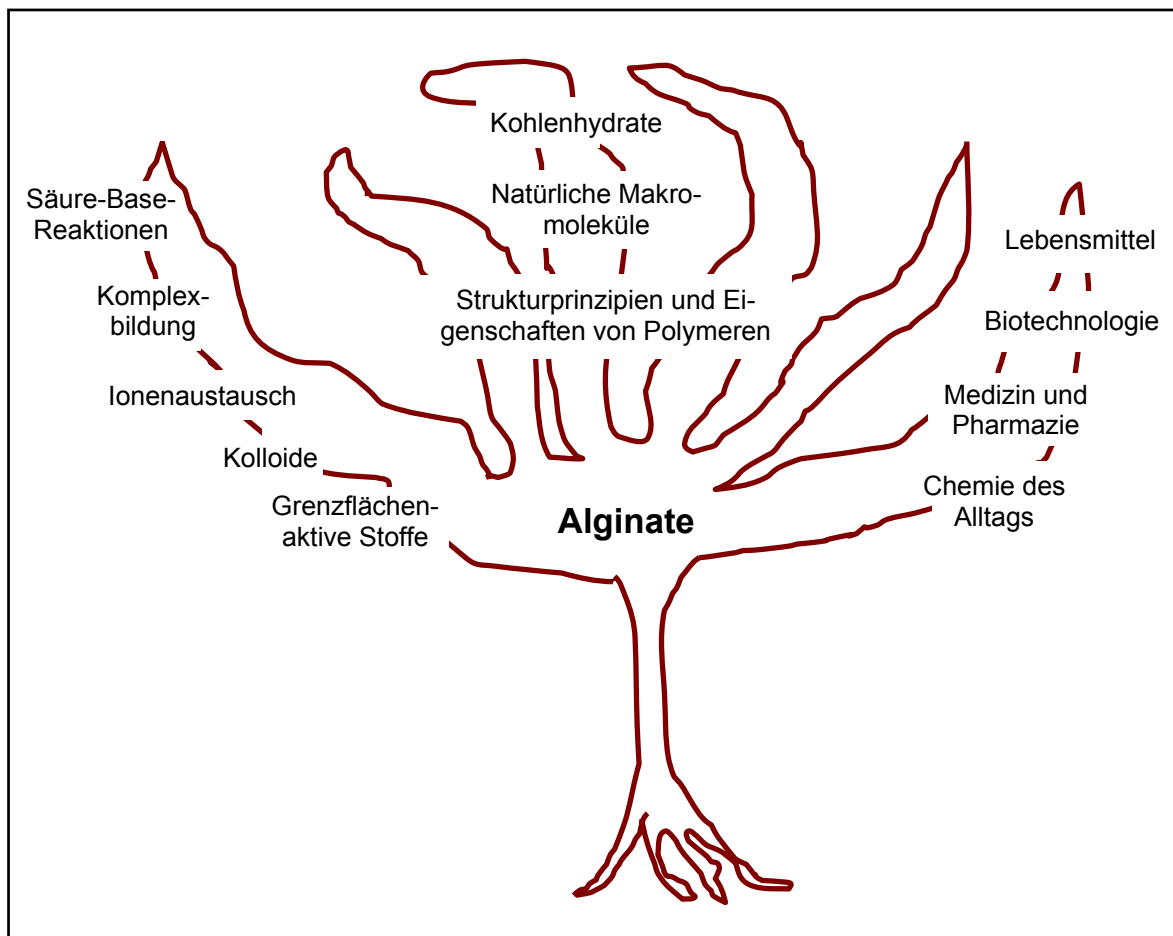 Kohlenhydrate
Natürliche Makro-
moleküle
Strukturprinzipien und Ei-
genschaften von Polymeren
Säure-Base-
Reaktionen
Komplex-
bildung
Ionenaustausch
Kolloide
Grenzflächen-
aktive Stoffe
Lebensmittel
Biotechnologie
Medizin und
Pharmazie
Chemie des
Alltags
Alginate